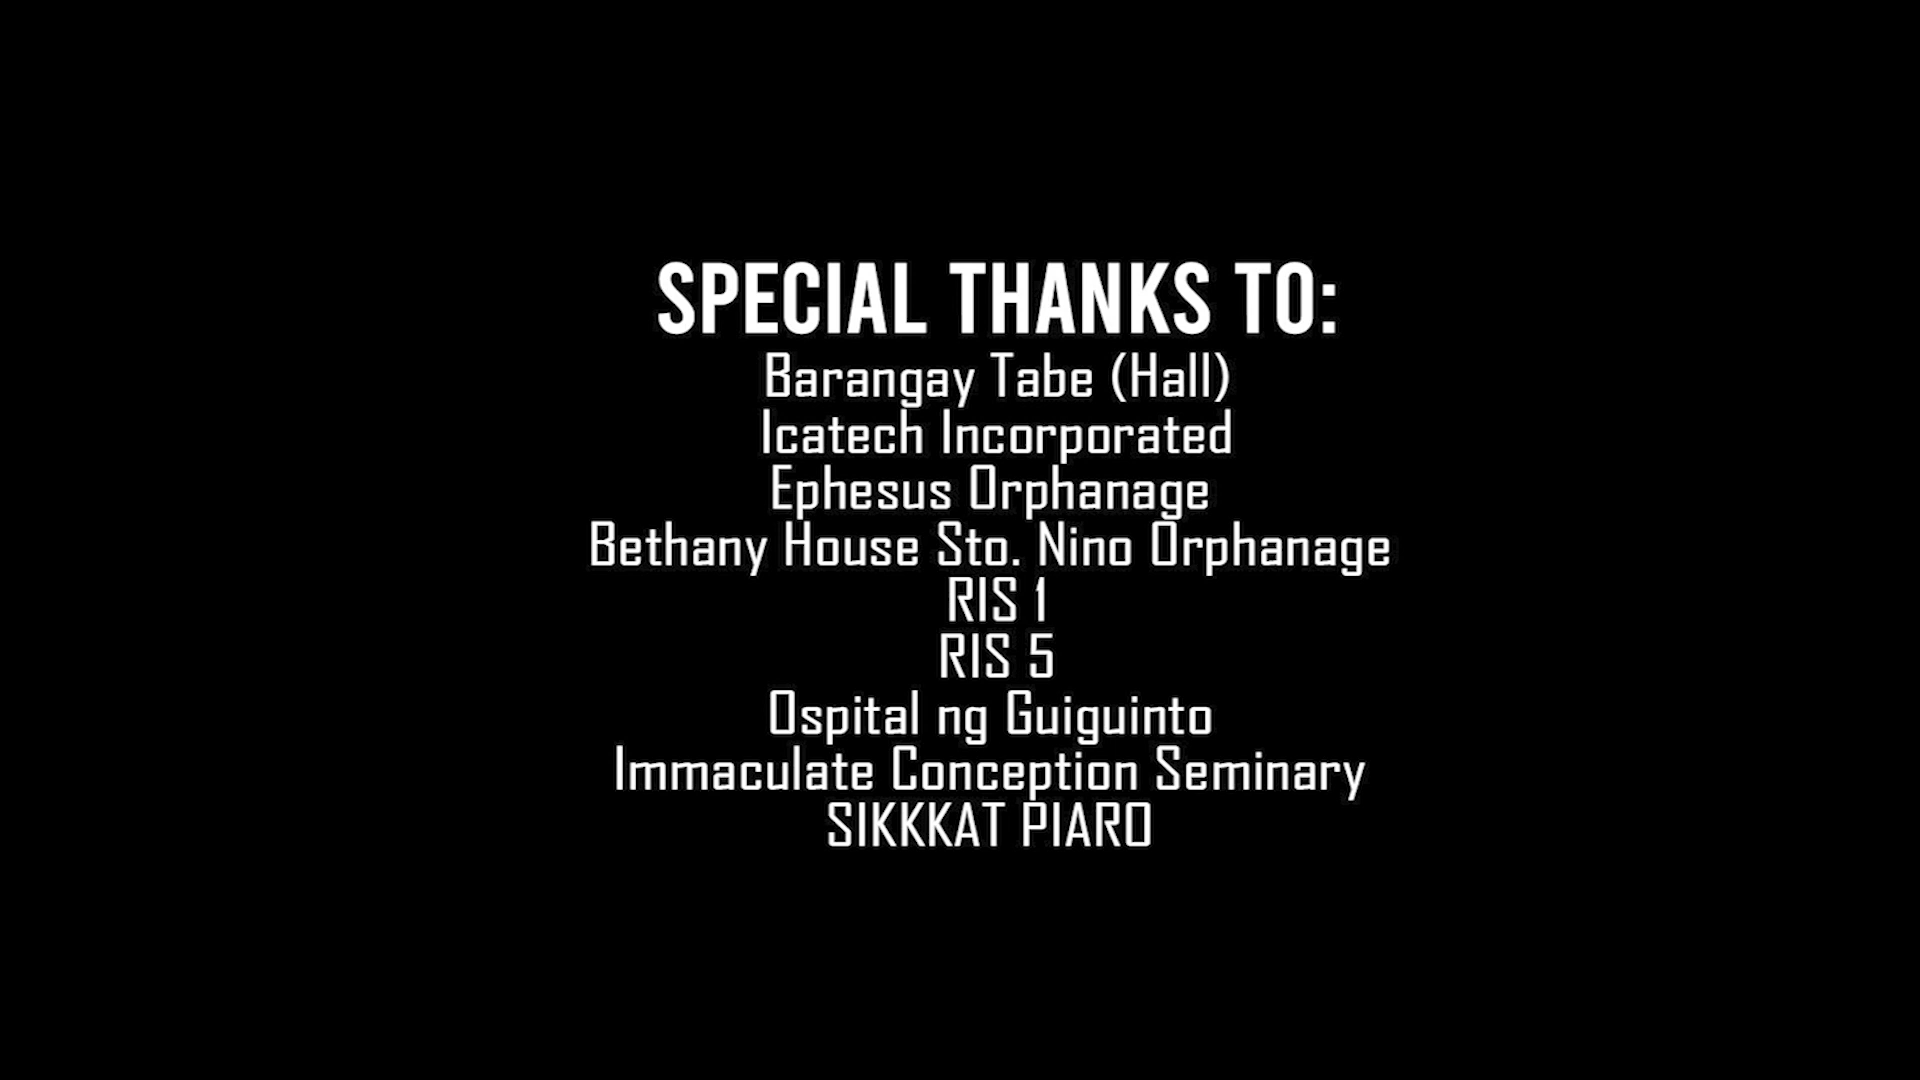 SPECIAL THANKS TO:
Barangay Tabe (Hall)
Icatech Incorporated
Ephesus Orphanage
Bethany House Sto. Nino Orphanage
RIS 1
RIS 5
Ospital ng Guiguinto
Immaculate Conception Seminary
SIKKKAT PIARO